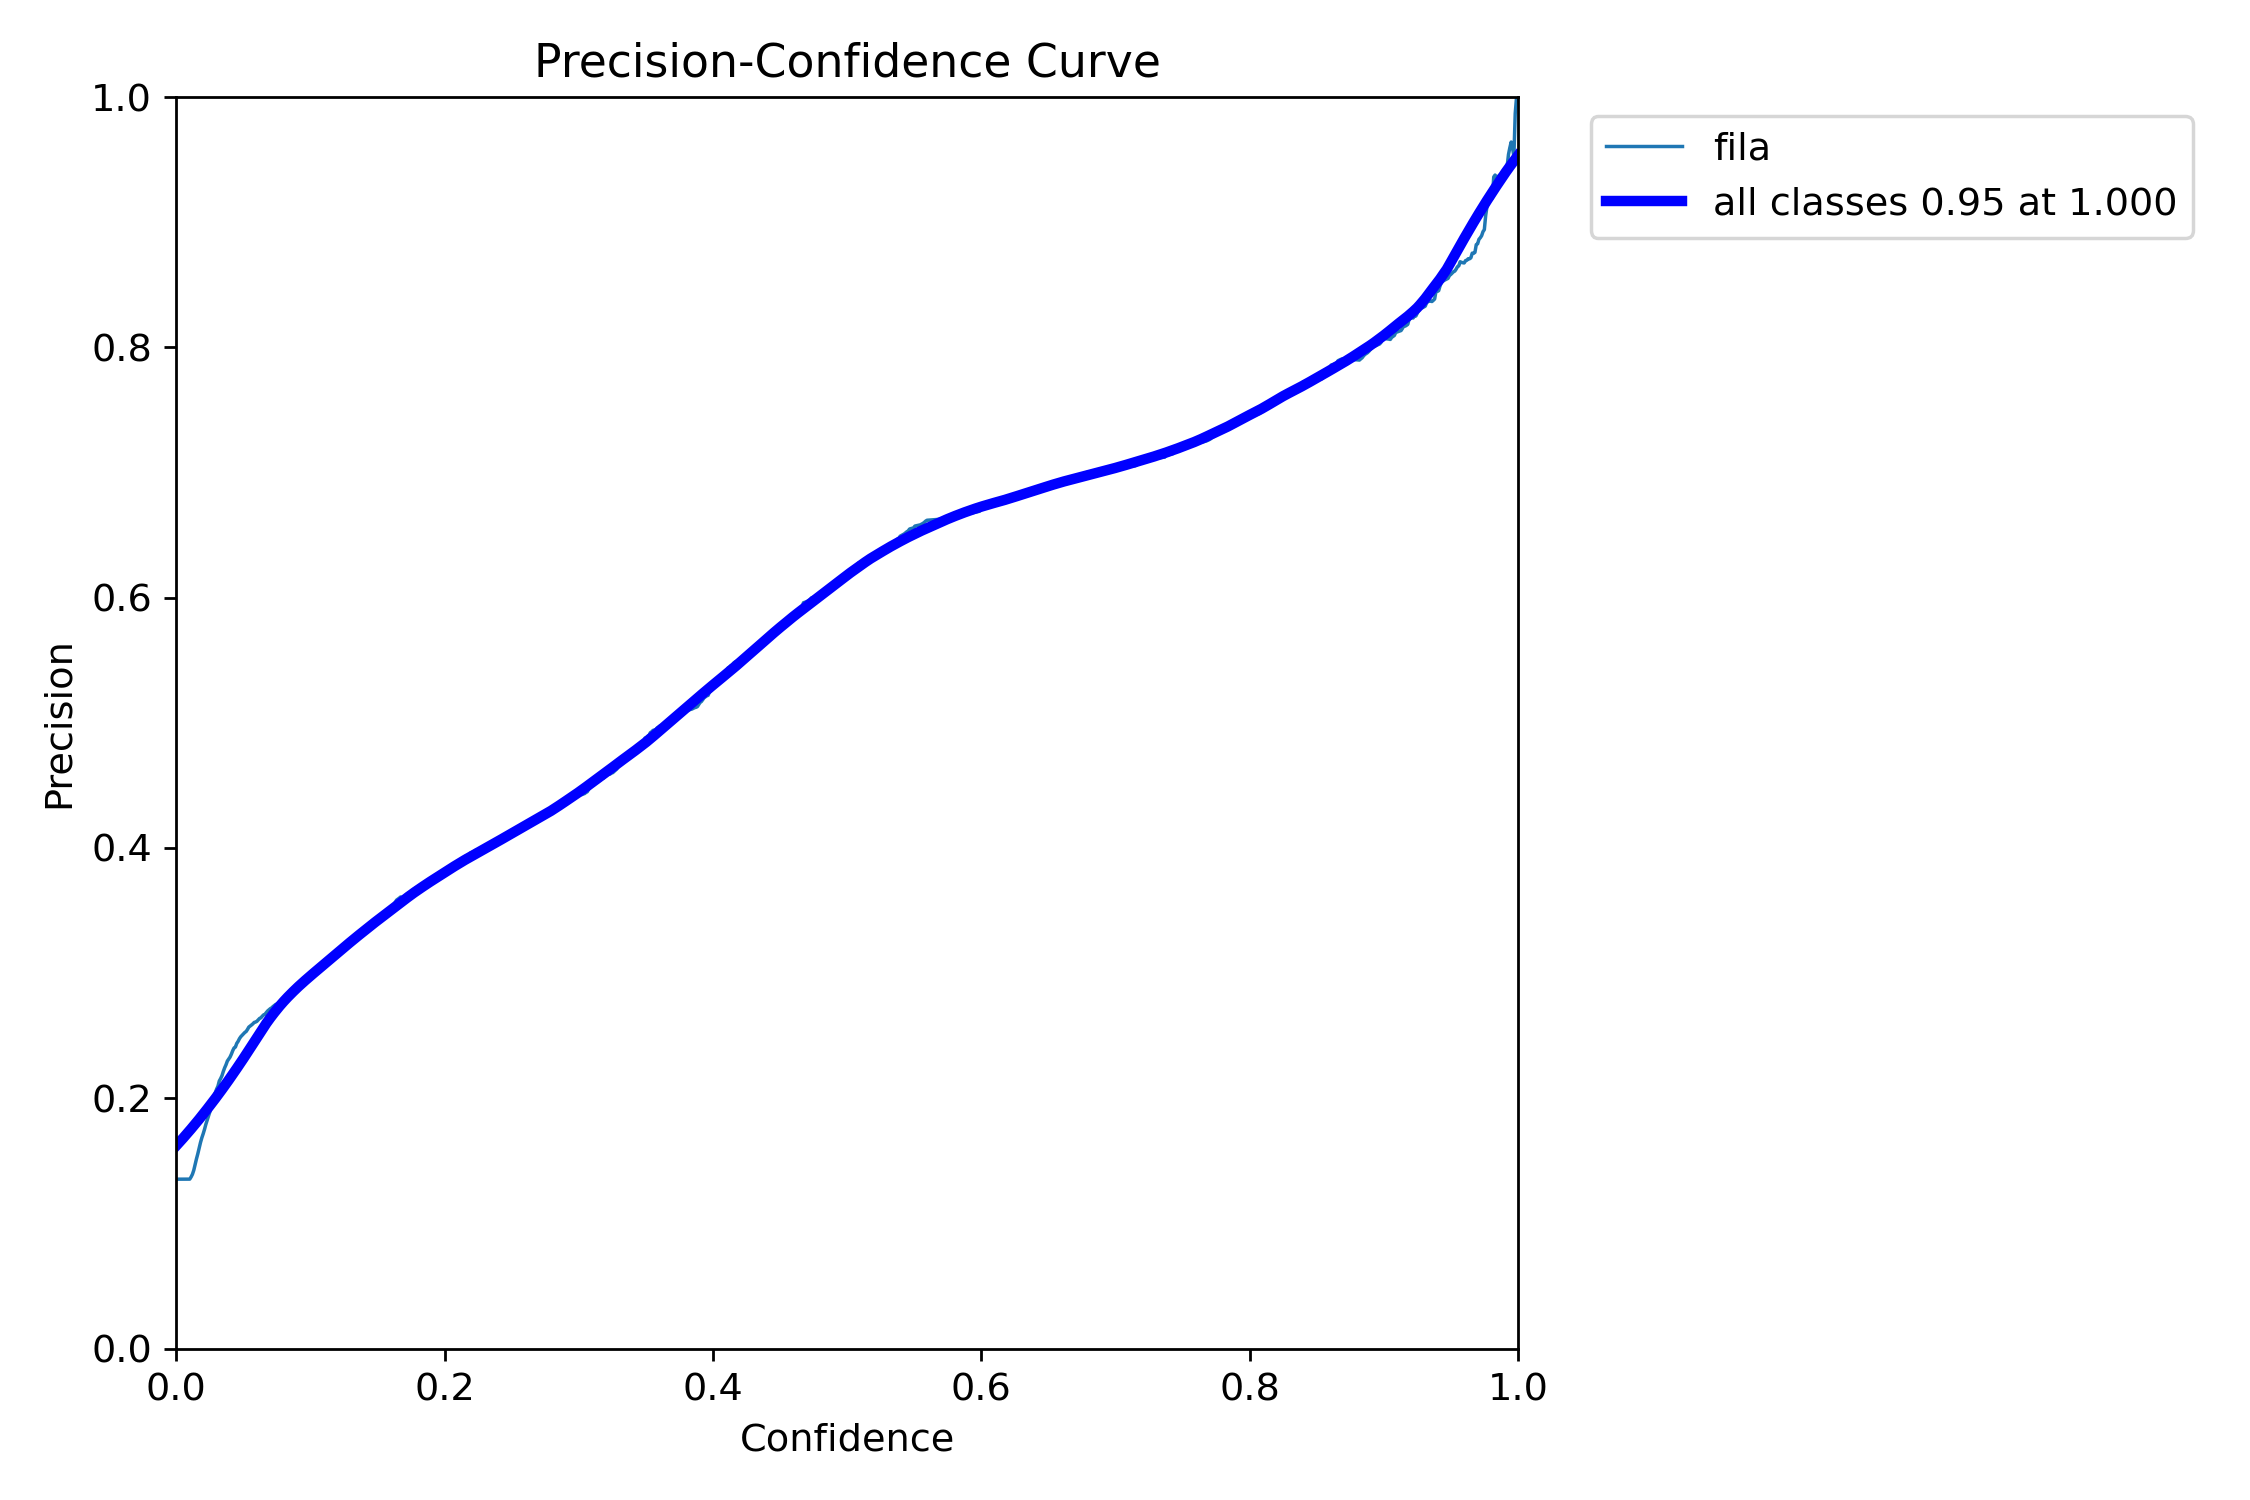 Precision-Confidence Curve
1.0
0.8
0.6
0.4
0.2
0.0
Precision
0.0 0.2 0.4 0.6 0.8 1.0
Confidence
fila
all classes 0.95 at 1.000